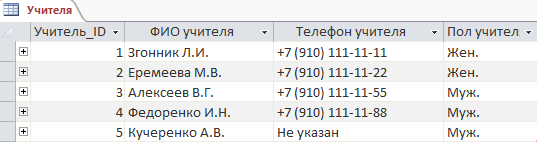 Учителя
Учитель_ID ФИО учителя Телефон учителя Пол учителя
1 Згонник Л.И. +7 (910) 111-11-11 Жен.
2 Еремеева М.В. +7 (910) 111-11-22 Жен.
3 Алексеев В.Г. +7 (910) 111-11-55 Муж.
4 Федоренко И.Н. +7 (910) 111-11-88 Муж.
5 Кучеренко А.В. Не указан Муж.